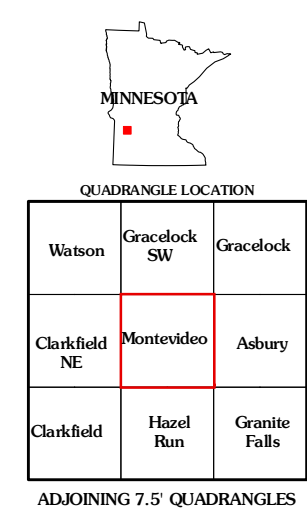 MINNESOTA
QUADRANGLE LOCATION
Watson
Gracelock
SW
Gracelock
Clarkfield
NE
Montevideo
Asbury
Clarkfield
Hazel
Run
Granite
Falls
ADJOINING 7.5' QUADRANGLES